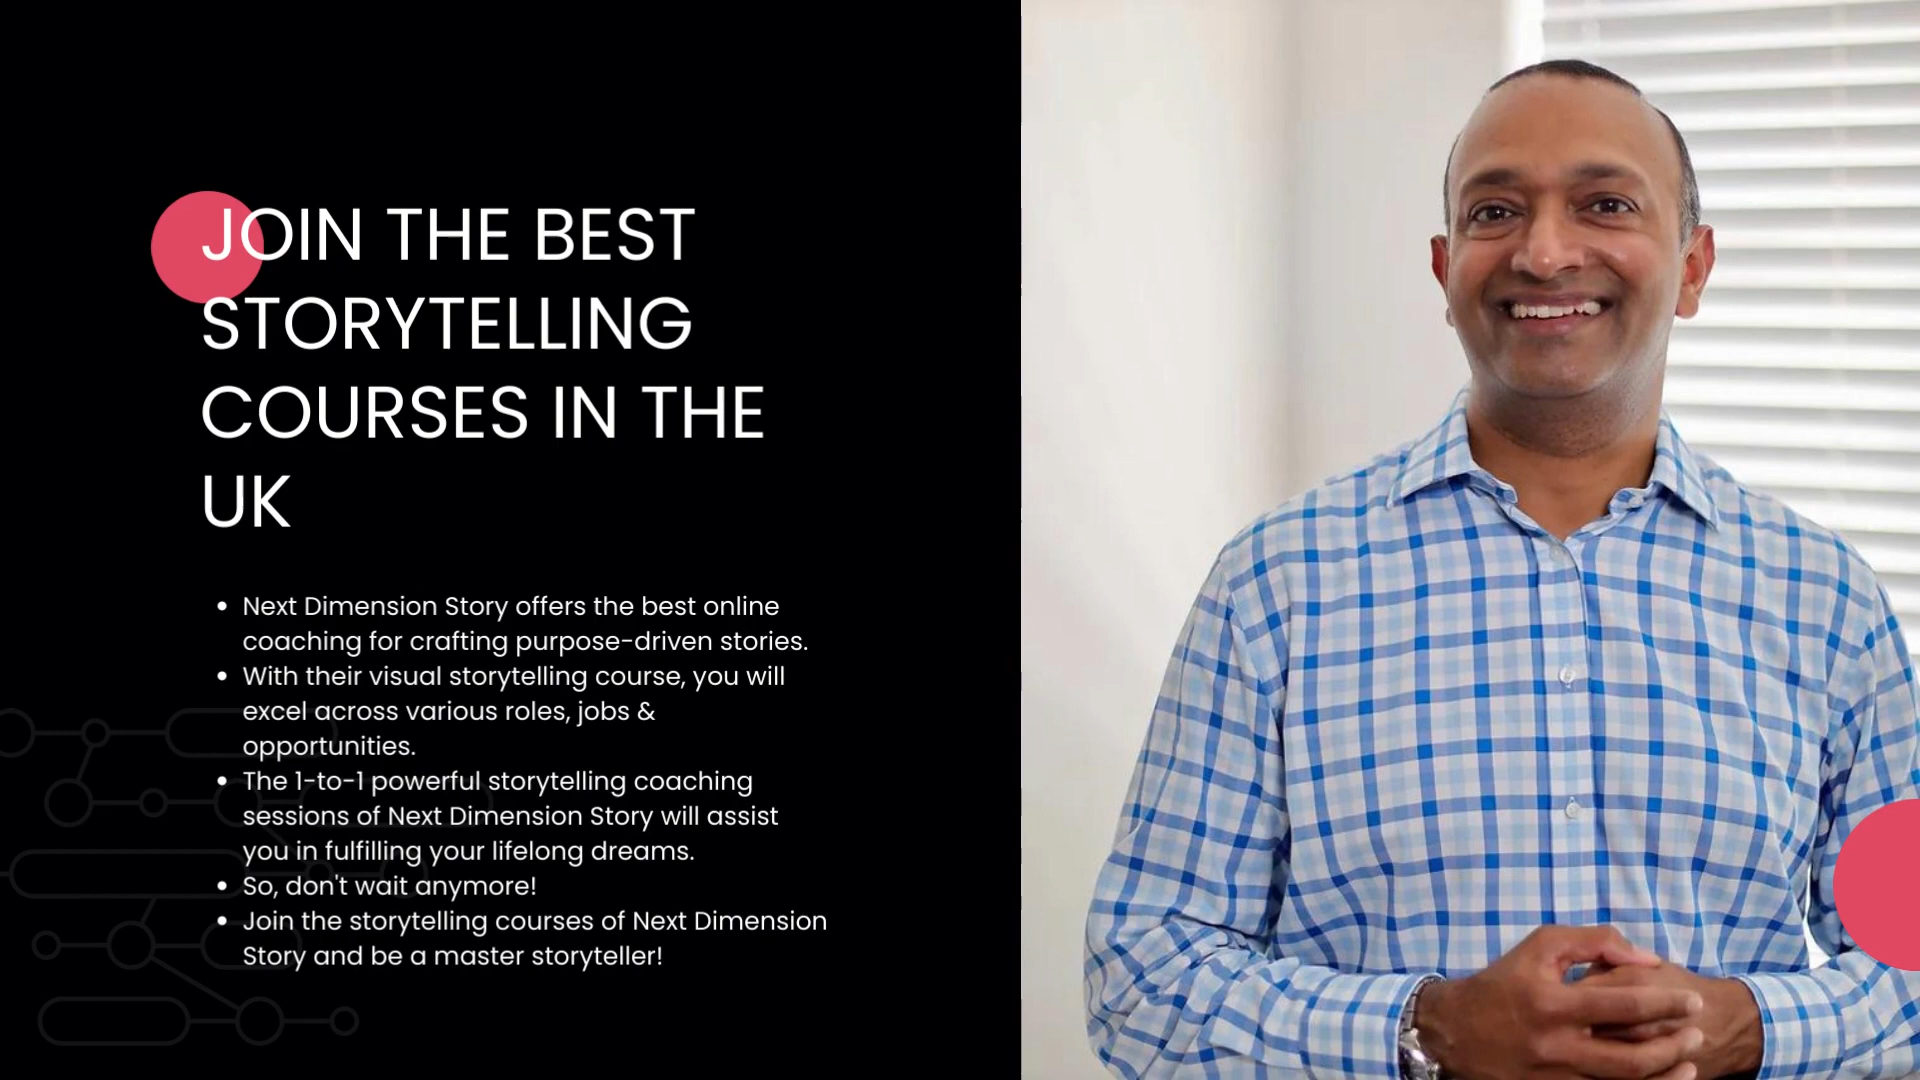 JOIN THE BEST
STORYTELLING
COURSES IN THE
UK
• Next Dimension Story offers the best online
coaching for crafting purpose-driven stories.
• With their visual storytelling course, you will
excel across various roles, jobs &
opportunities.
• The 1-to-1 powerful storytelling coaching
sessions of Next Dimension Story will assist
you in fulfilling your lifelong dreams.
• So, don't wait anymore!
• Join the storytelling courses of Next Dimension
Story and be a master storyteller!